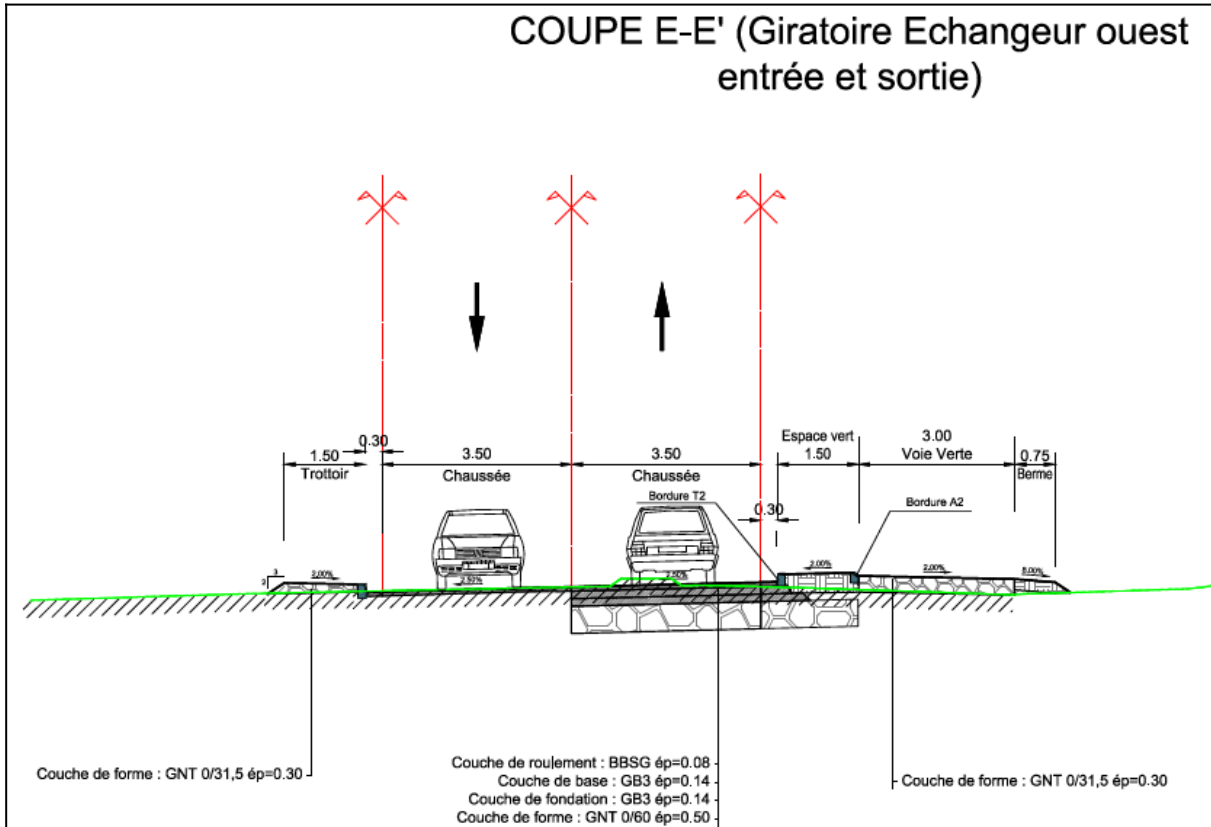 COUPE E-E' (Giratoire Echangeur ouest
entrée et sortie)
0.30
1.50
Trottoir
3.50
Chaussée
3.50
Chaussée
Espace vert
1.50
3.00
Voie Verte
0.75
Berme
Bordure T2
0.30
Bordure A2
3
2
2,00%
2,50%
2,50%
2,00%
2,00%
5,00%
Couche de forme : GNT 0/31,5 ép=0.30
Couche de roulement : BBSG ép=0.08
Couche de base : GB3 ép=0.14
Couche de fondation : GB3 ép=0.14
Couche de forme : GNT 0/60 ép=0.50
Couche de forme : GNT 0/31,5 ép=0.30